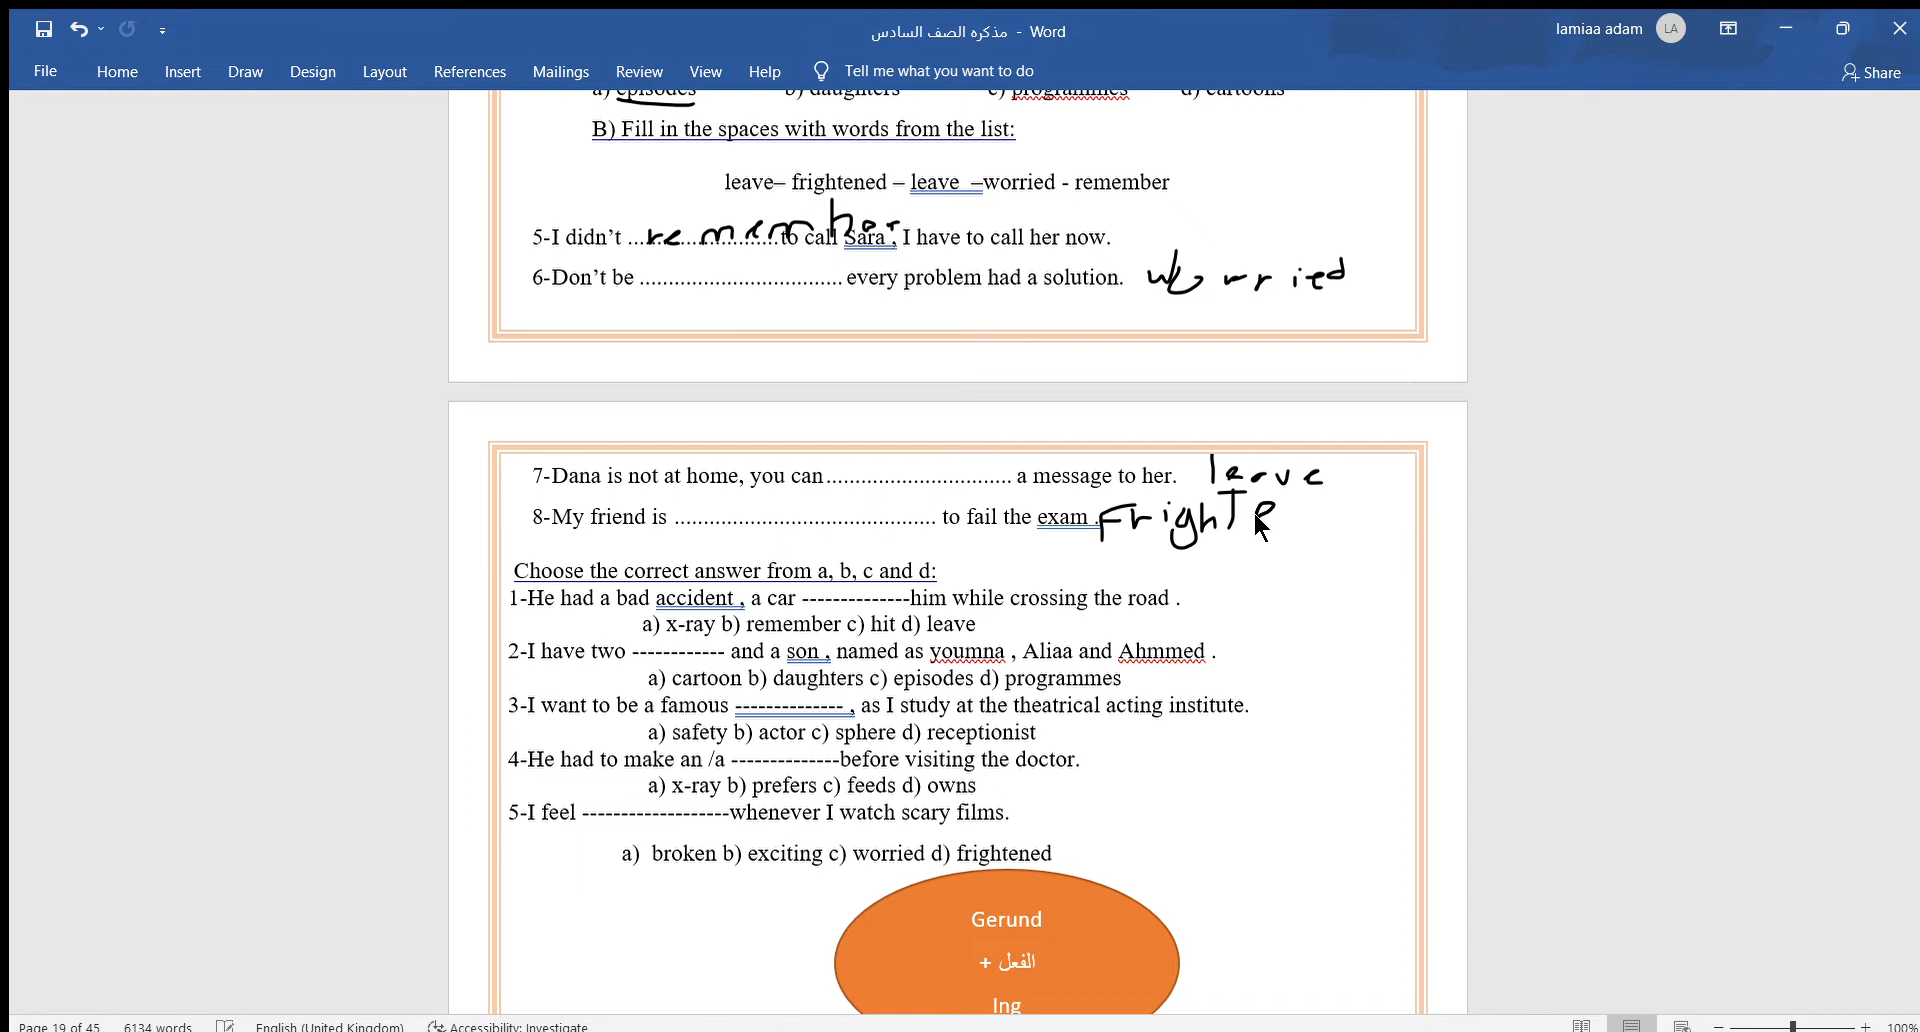 مذكره الصف السادس - Word
lamiaa adam LA
File Home Insert Draw Design Layout References Mailings Review View Help Tell me what you want to do Share
a) episodes b) daughters c) programmes d) cartoons
B) Fill in the spaces with words from the list:
leave– frightened – leave –worried - remember
5-I didn’t ..........................to call Sara , I have to call her now. remember
6-Don’t be .................................. every problem had a solution. worried
7-Dana is not at home, you can................................ a message to her. leave
8-My friend is ............................................ to fail the exam . Frighte
Choose the correct answer from a, b, c and d:
1-He had a bad accident , a car --------------him while crossing the road .
a) x-ray b) remember c) hit d) leave
2-I have two ------------ and a son , named as youmna , Aliaa and Ahmmed .
a) cartoon b) daughters c) episodes d) programmes
3-I want to be a famous -------------- , as I study at the theatrical acting institute.
a) safety b) actor c) sphere d) receptionist
4-He had to make an /a --------------before visiting the doctor.
a) x-ray b) prefers c) feeds d) owns
5-I feel -------------------whenever I watch scary films.
a) broken b) exciting c) worried d) frightened
Gerund
الفعل +
Ing
Page 19 of 45 6134 words English (United Kingdom) Accessibility: Investigate 100%